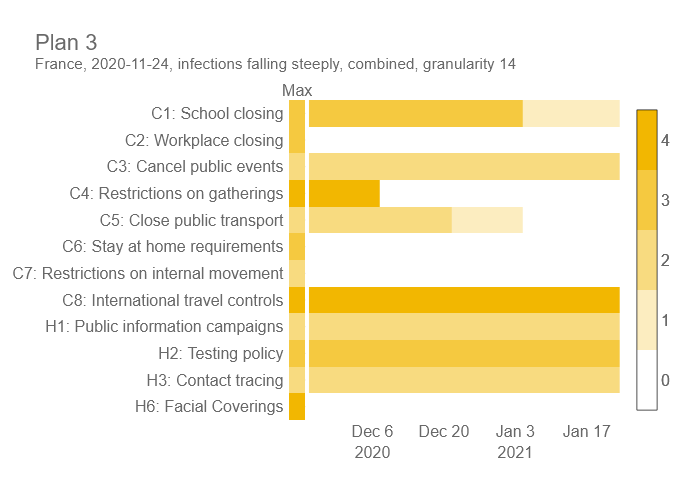 Plan 3
France, 2020-11-24, infections falling steeply, combined, granularity 14
Max
C1: School closing
C2: Workplace closing
C3: Cancel public events
C4: Restrictions on gatherings
C5: Close public transport
C6: Stay at home requirements
C7: Restrictions on internal movement
C8: International travel controls
H1: Public information campaigns
H2: Testing policy
H3: Contact tracing
H6: Facial Coverings
4
3
2
1
0
Dec 6 Dec 20 Jan 3 Jan 17
2020 2021